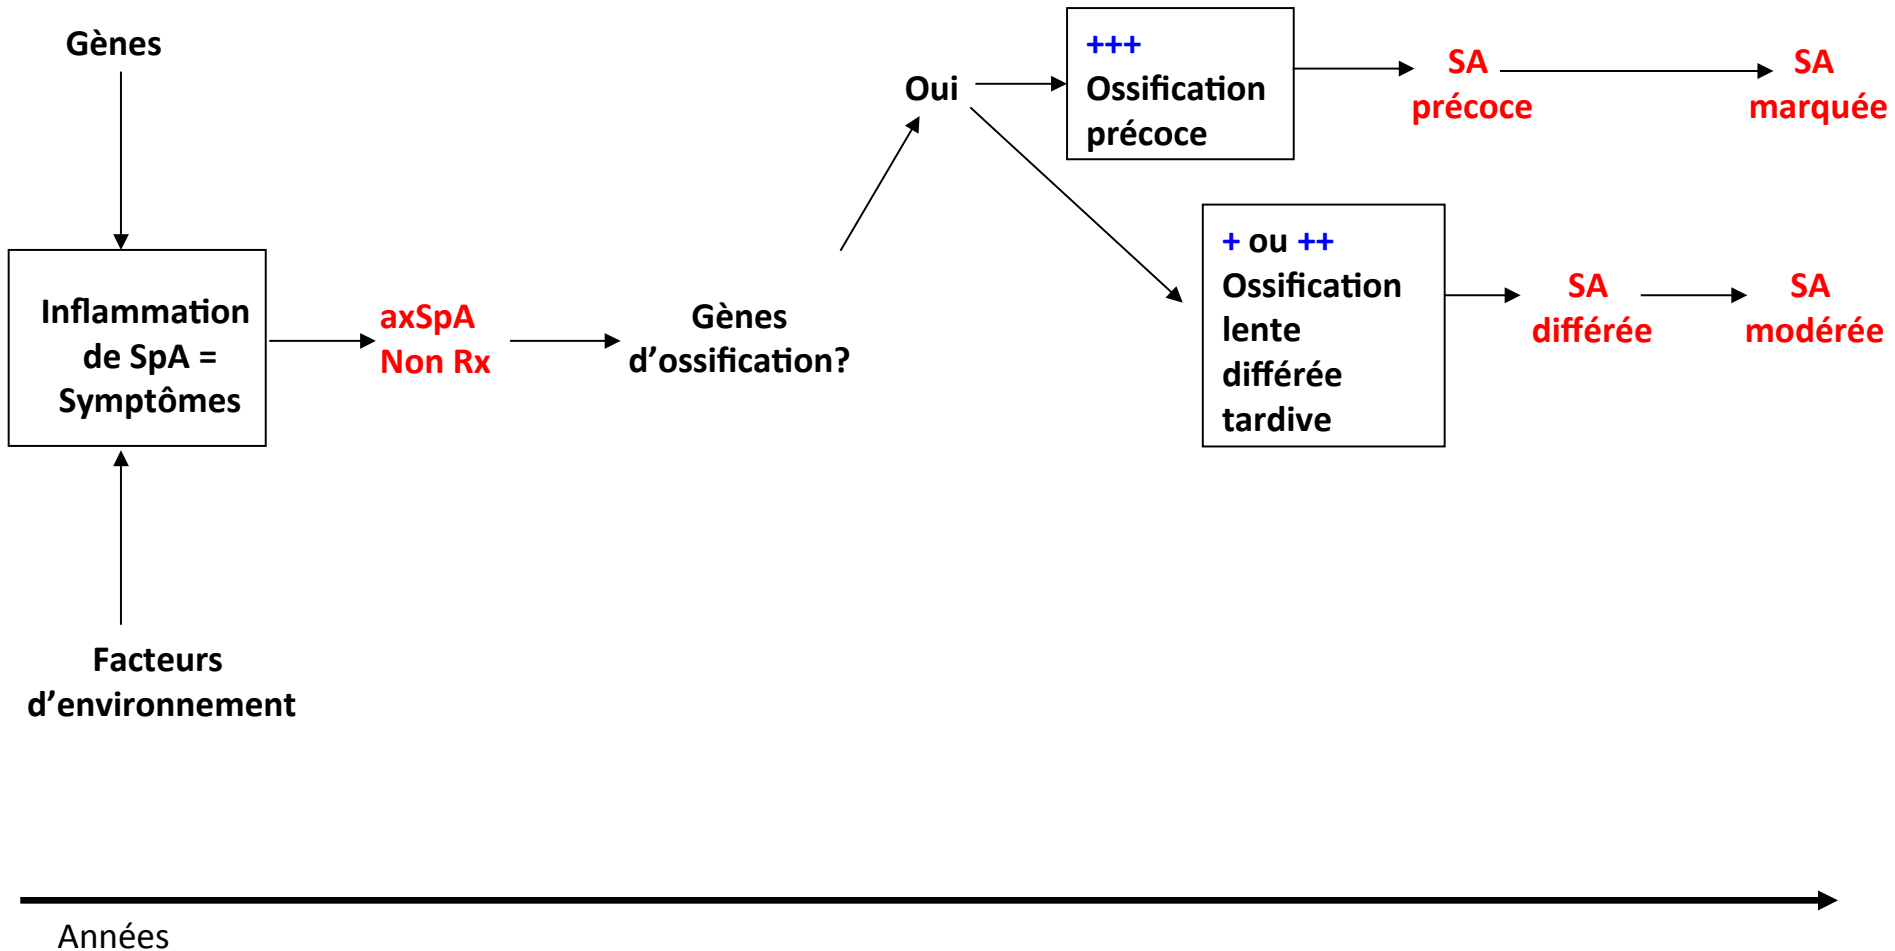 Gènes
Inflammation
de SpA =
Symptômes
Facteurs
d’environnement
axSpA
Non Rx
Gènes
d’ossification?
Oui
+++
Ossification
précoce
SA
précoce
SA
marquée
+ ou ++
Ossification
lente
différée
tardive
SA
différée
SA
modérée
Années